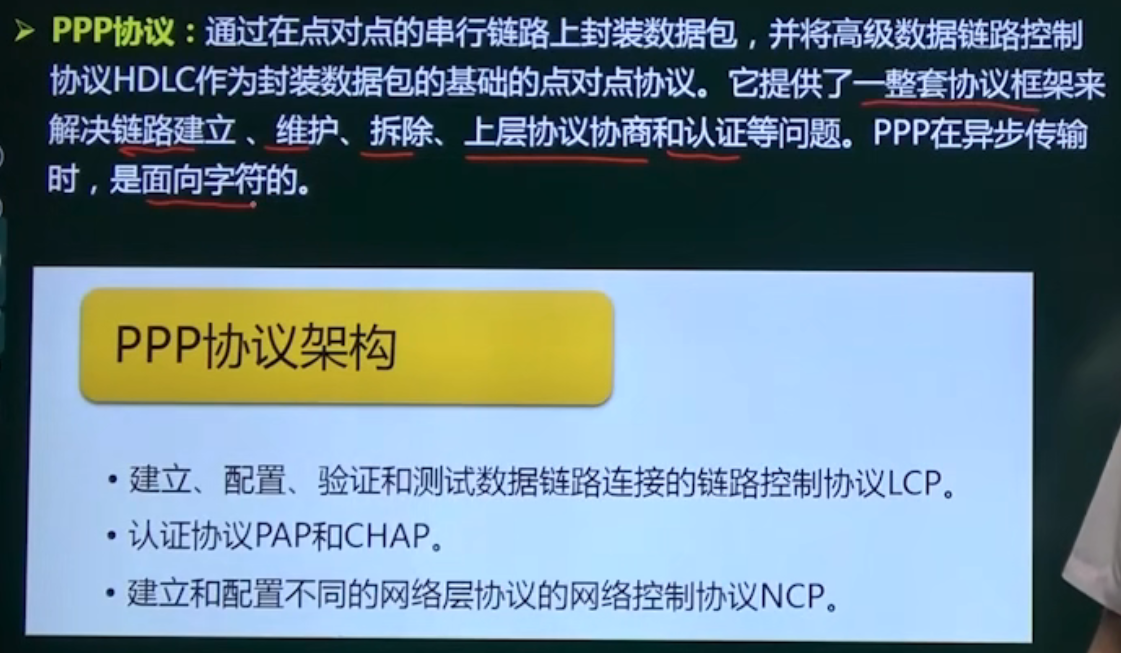 PPP协议：通过在点对点的串行链路上封装数据包，并将高级数据链路控制
协议HDLC作为封装数据包的基础的点对点协议。它提供了一整套协议框架来
解决链路建立、维护、拆除、上层协议协商和认证等问题。PPP在异步传输
时，是面向字符的。
PPP协议架构
• 建立、配置、验证和测试数据链路连接的链路控制协议LCP。
• 认证协议PAP和CHAP。
• 建立和配置不同的网络层协议的网络控制协议NCP。